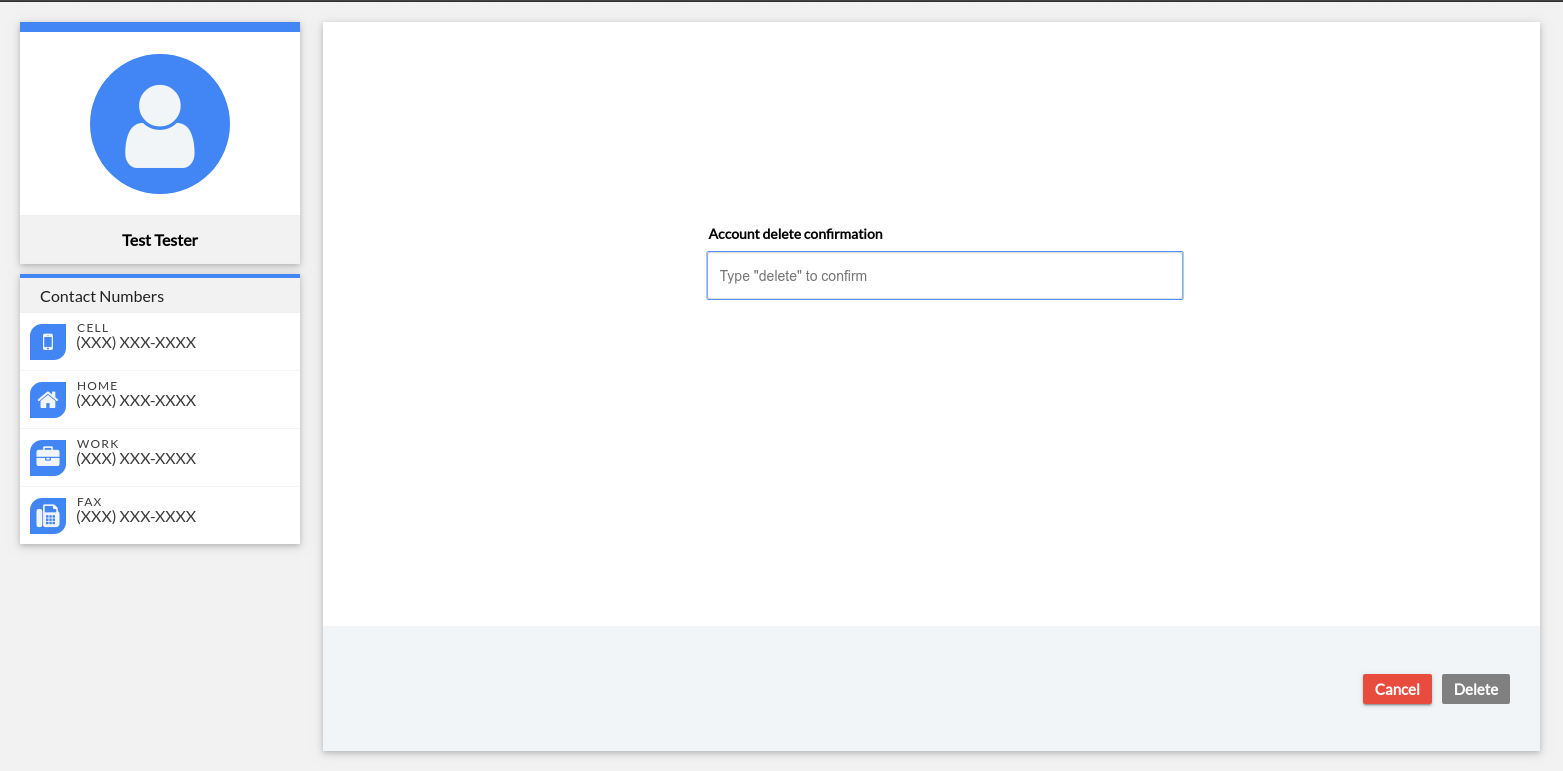 Test Tester
Contact Numbers
CELL
(XXX) XXX-XXXX
HOME
(XXX) XXX-XXXX
WORK
(XXX) XXX-XXXX
FAX
(XXX) XXX-XXXX
Account delete confirmation
Type "delete" to confirm
Cancel
Delete